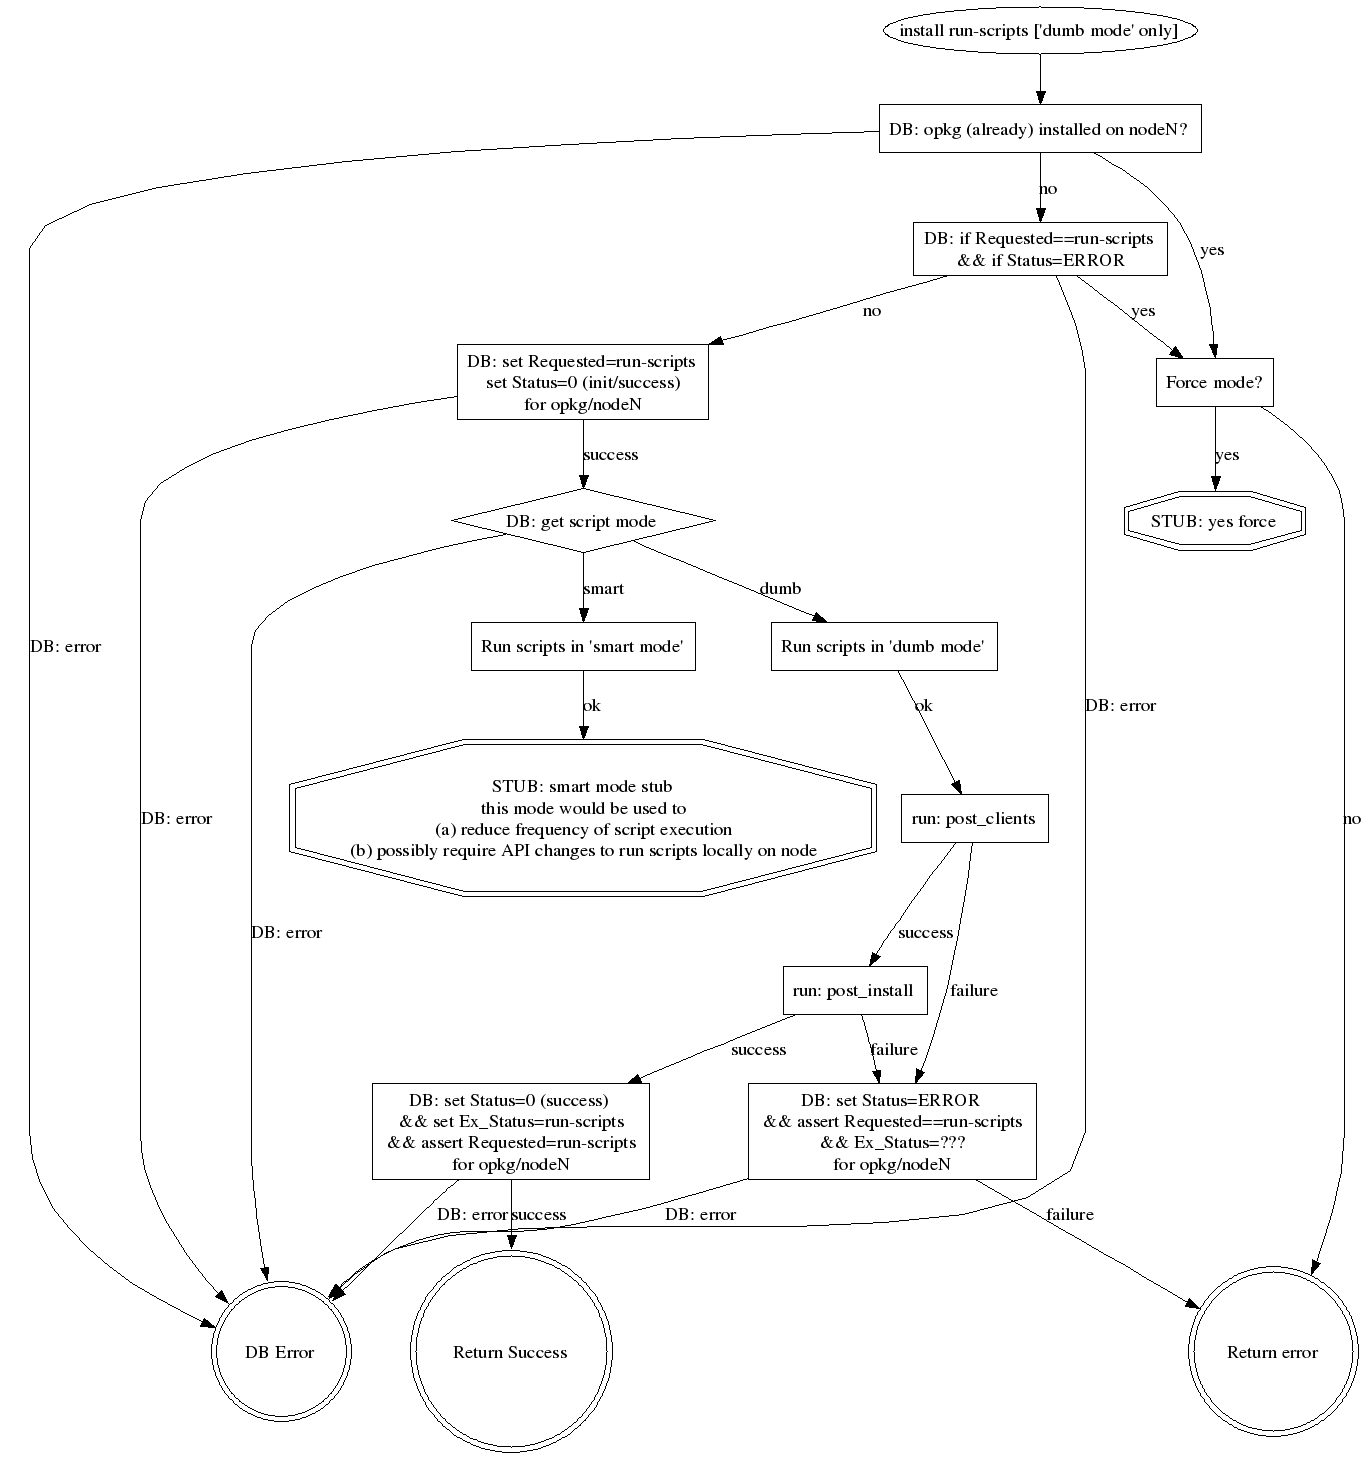 install run-scripts ['dumb mode' only]
DB: opkg (already) installed on nodeN?
no
yes
DB: if Requested==run-scripts
&& if Status=ERROR
no
yes
DB: set Requested=run-scripts
set Status=0 (init/success)
for opkg/nodeN
Force mode?
success
yes
DB: get script mode
STUB: yes force
smart
dumb
DB: error
Run scripts in 'smart mode'
Run scripts in 'dumb mode'
ok
ok
DB: error
STUB: smart mode stub
this mode would be used to
(a) reduce frequency of script execution
(b) possibly require API changes to run scripts locally on node
DB: error
run: post_clients
no
DB: error
success
run: post_install
failure
success
failure
DB: set Status=0 (success)
&& set Ex_Status=run-scripts
&& assert Requested=run-scripts
for opkg/nodeN
DB: set Status=ERROR
&& assert Requested==run-scripts
&& Ex_Status=???
for opkg/nodeN
DB: error
success
DB: error
failure
DB Error
Return Success
Return error